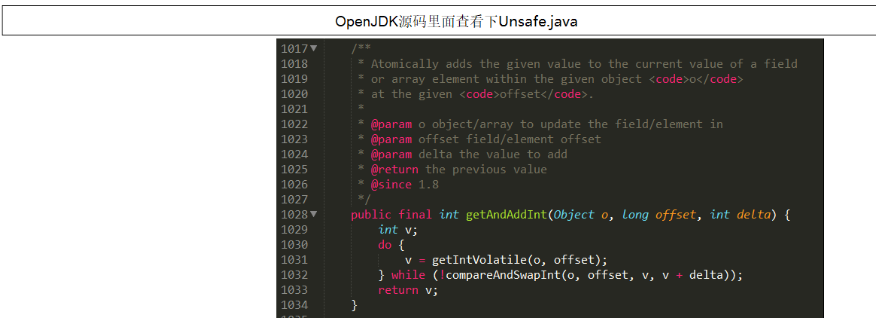 OpenJDK源码里面查看下Unsafe.java
1017 /**
1018 * Atomically adds the given value to the current value of a field
1019 * or array element within the given object <code>o</code>
1020 * at the given <code>offset</code>.
1021 *
1022 * @param o object/array to update the field/element in
1023 * @param offset field/element offset
1024 * @param delta the value to add
1025 * @return the previous value
1026 * @since 1.8
1027 */
1028 public final int getAndAddInt(Object o, long offset, int delta) {
1029 int v;
1030 do {
1031 v = getIntVolatile(o, offset);
1032 } while (!compareAndSwapInt(o, offset, v, v + delta));
1033 return v;
1034 }